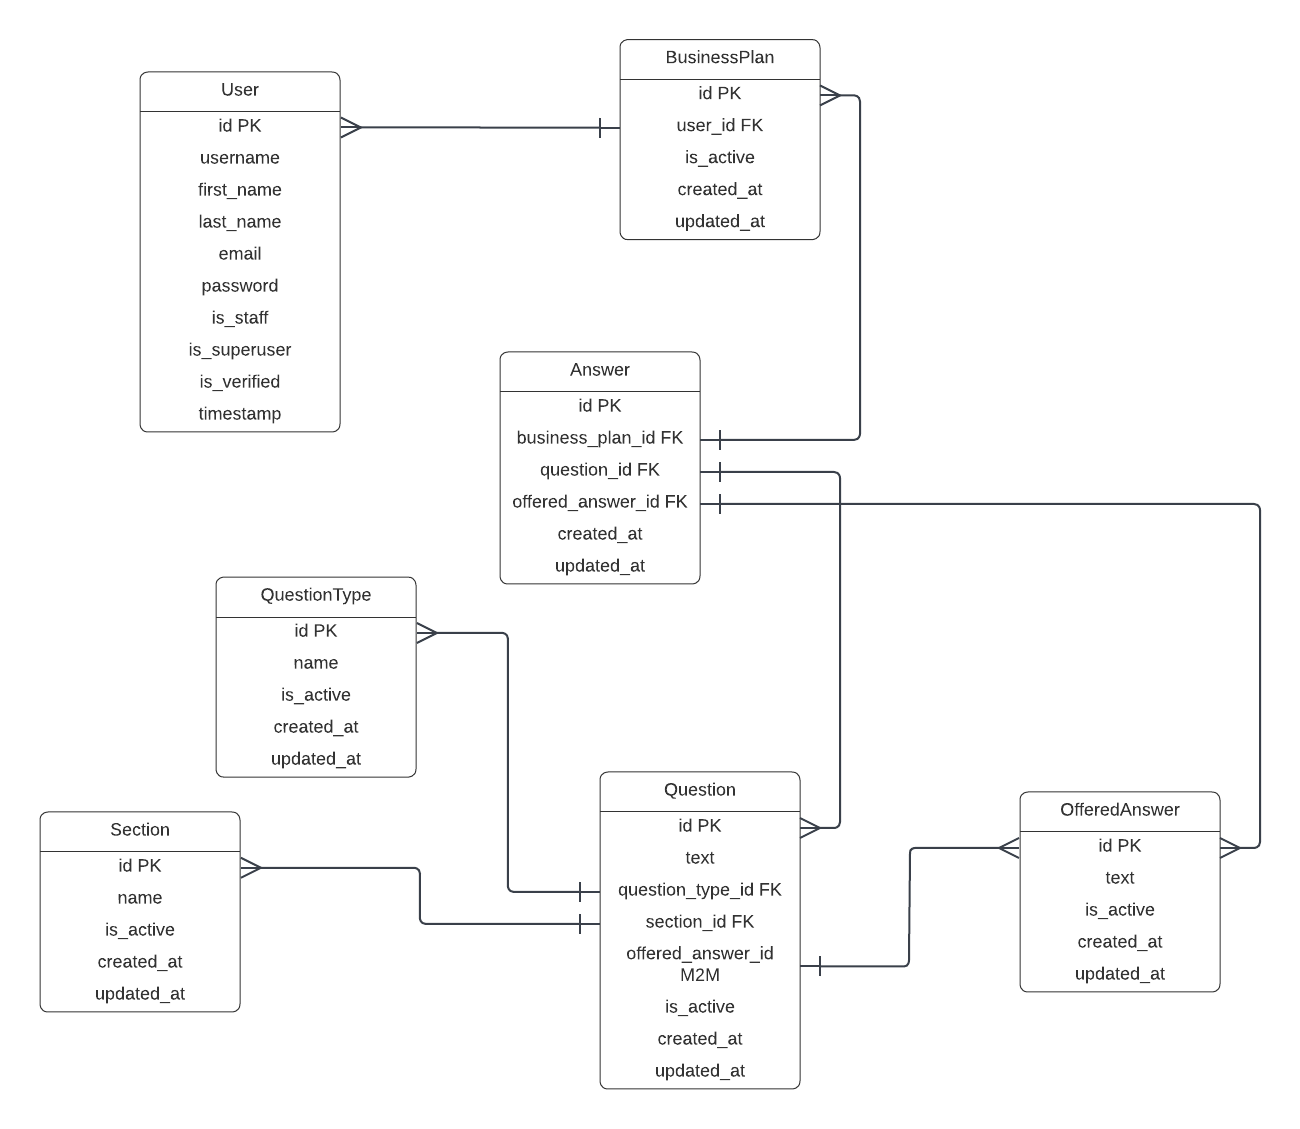 User
id PK
username
first_name
last_name
email
password
is_staff
is_superuser
is_verified
timestamp
BusinessPlan
id PK
user_id FK
is_active
created_at
updated_at
Answer
id PK
business_plan_id FK
question_id FK
offered_answer_id FK
created_at
updated_at
QuestionType
id PK
name
is_active
created_at
updated_at
Section
id PK
name
is_active
created_at
updated_at
Question
id PK
text
question_type_id FK
section_id FK
offered_answer_id
M2M
is_active
created_at
updated_at
OfferedAnswer
id PK
text
is_active
created_at
updated_at